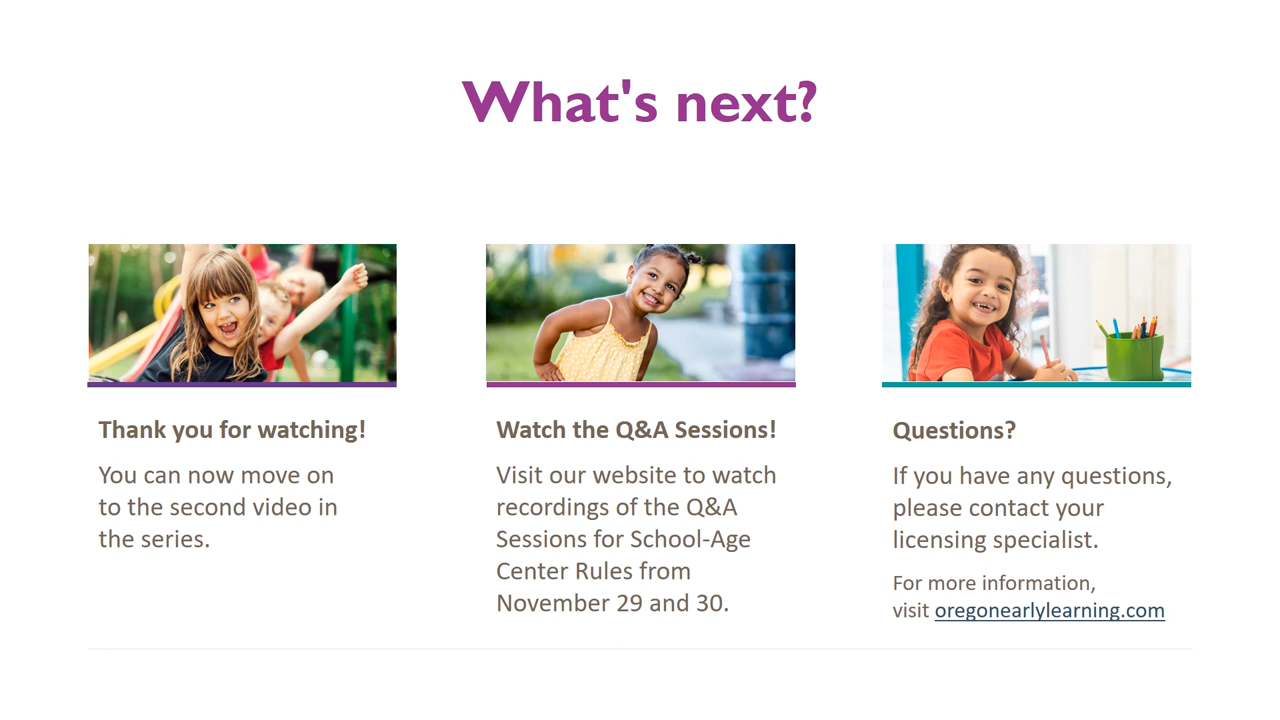 What's next?
Thank you for watching!
You can now move on
to the second video in
the series.
Watch the Q&A Sessions!
Visit our website to watch
recordings of the Q&A
Sessions for School-Age
Center Rules from
November 29 and 30.
Questions?
If you have any questions,
please contact your
licensing specialist.
For more information,
visit oregonearlylearning.com